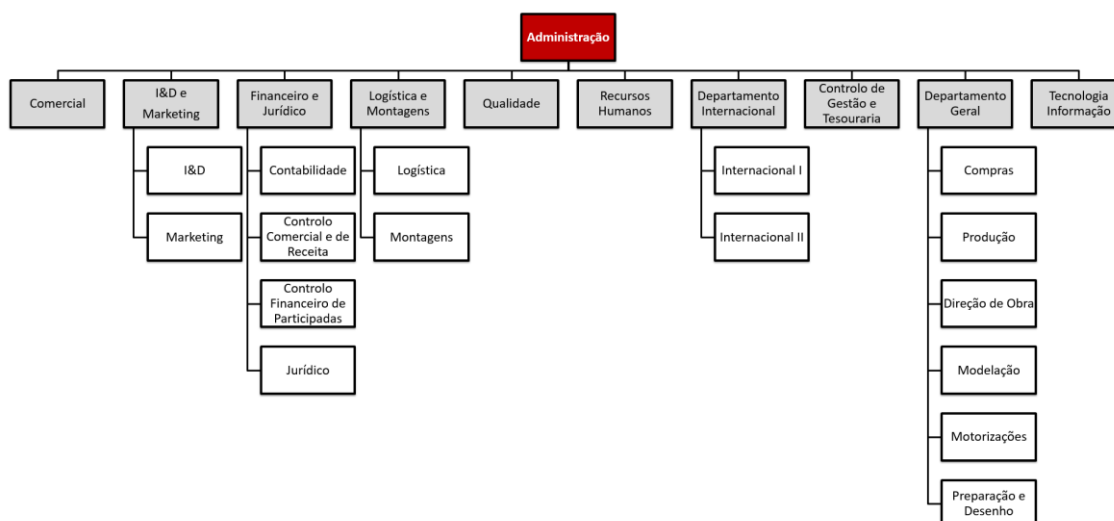 Administração
Comercial
I&D e
Marketing
Financeiro e
Jurídico
Logística e
Montagens
Qualidade
Recursos
Humanos
Departamento
Internacional
Controlo de
Gestão e
Tesouraria
Departamento
Geral
Tecnologia
Informação
I&D
Contabilidade
Logística
Internacional I
Compras
Marketing
Controlo
Comercial e de
Receita
Montagens
Internacional II
Produção
Controlo
Financeiro de
Participadas
Direção de Obra
Jurídico
Modelação
Motorizações
Preparação e
Desenho